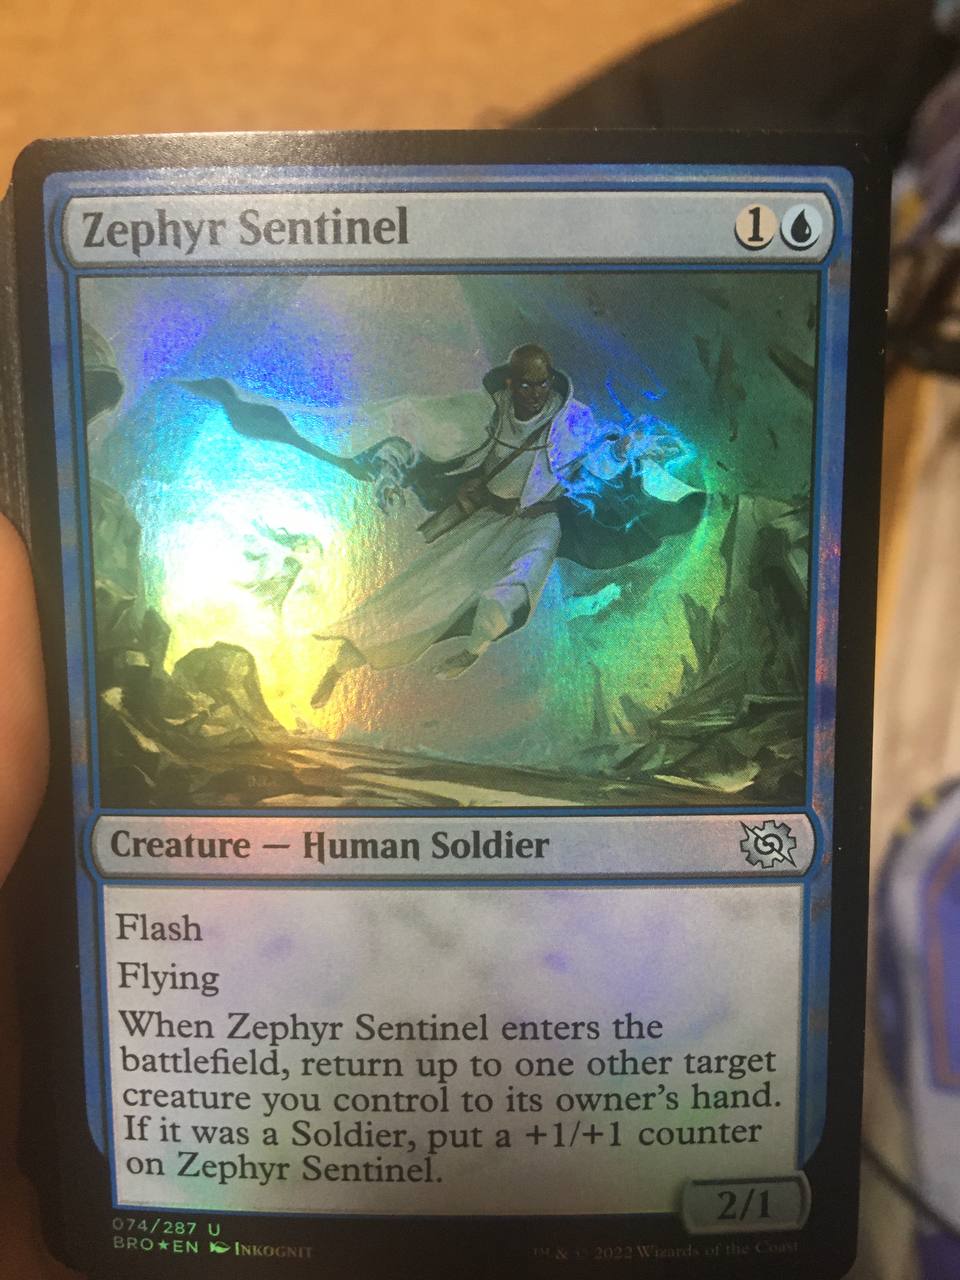 Zephyr Sentinel 1
Creature — Human Soldier
Flash
Flying
When Zephyr Sentinel enters the
battlefield, return up to one other target
creature you control to its owner's hand.
If it was a Soldier, put a +1/+1 counter
on Zephyr Sentinel.
2/1
074/287 U
BRO★EN INKOGNIT
™ & © 2022 Wizards of the Coast